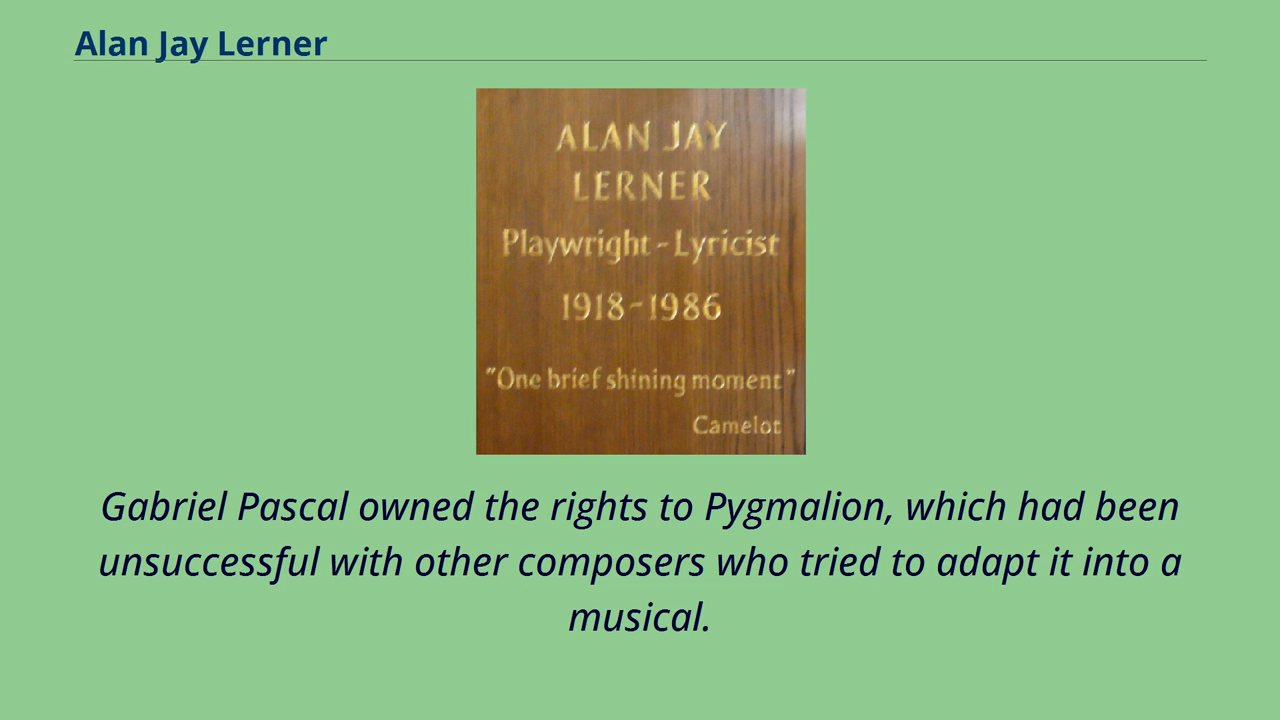 Alan Jay Lerner
ALAN JAY
LERNER
Playwright - Lyricist
1918-1986
"One brief shining moment"
Camelot
Gabriel Pascal owned the rights to Pygmalion, which had been
unsuccessful with other composers who tried to adapt it into a
musical.